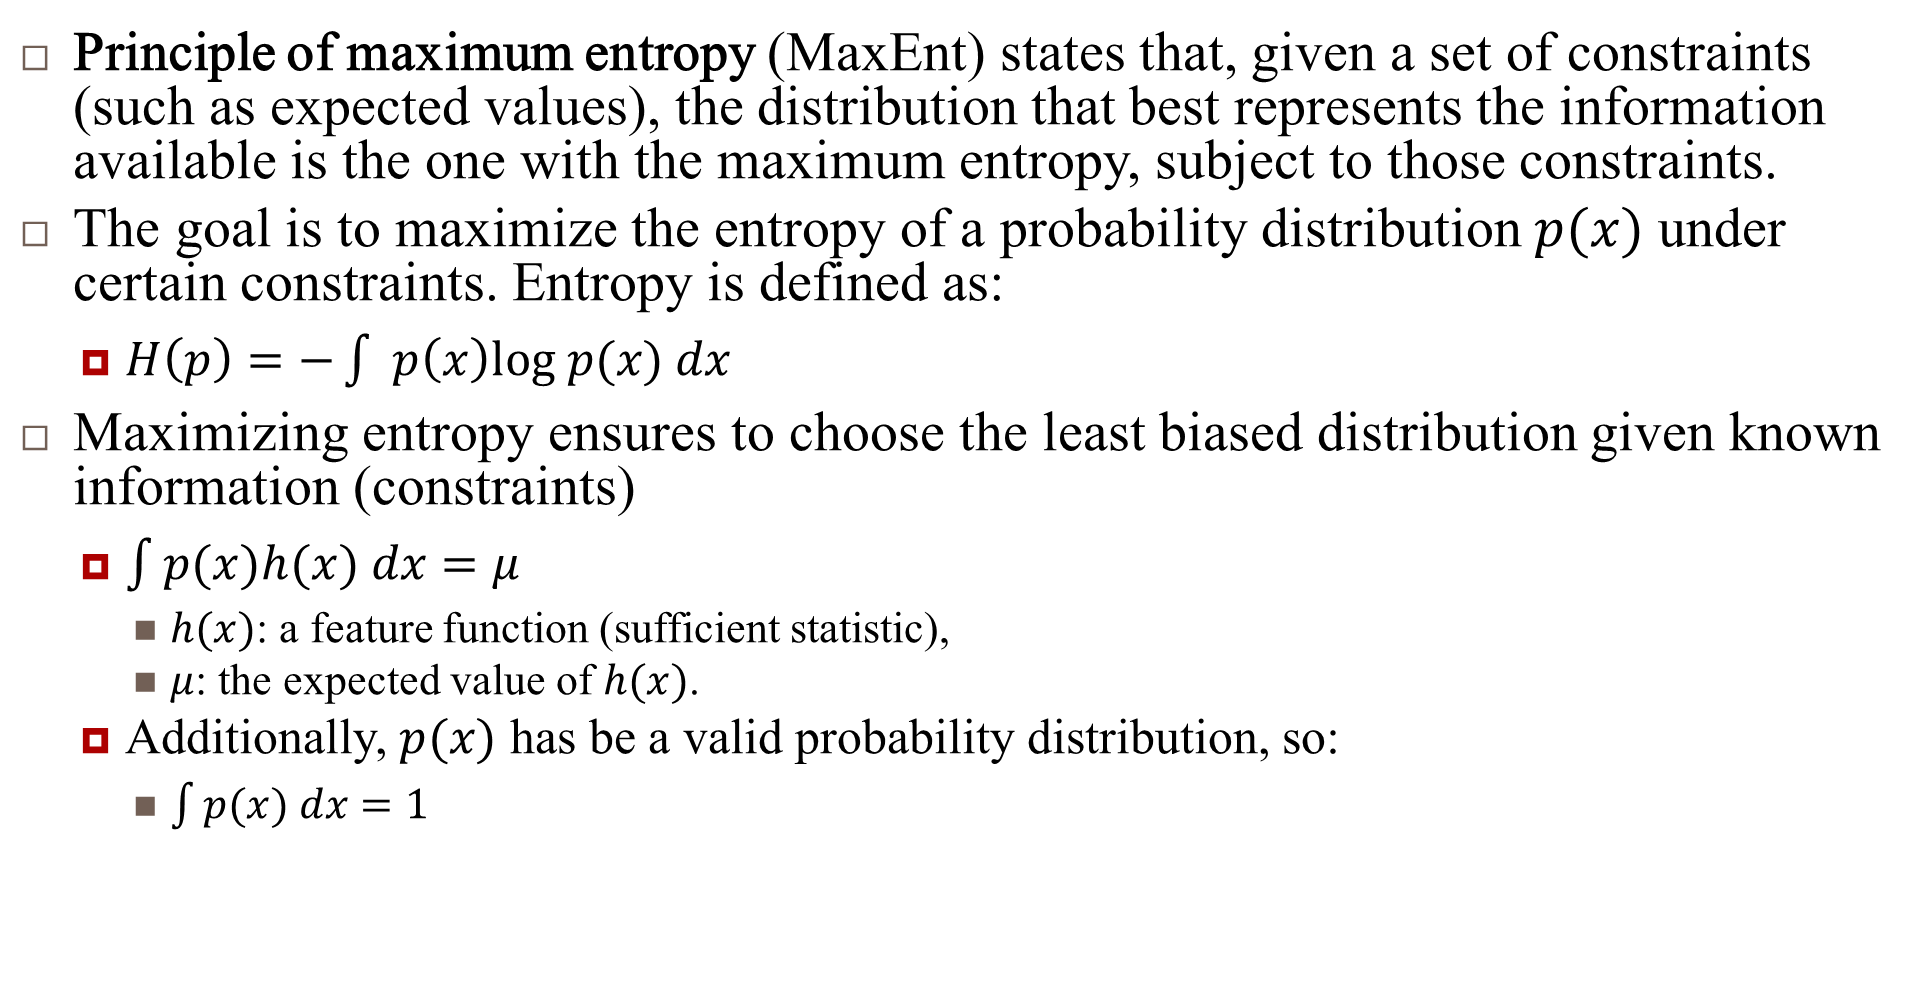 Principle of maximum entropy (MaxEnt) states that, given a set of constraints
(such as expected values), the distribution that best represents the information
available is the one with the maximum entropy, subject to those constraints.
The goal is to maximize the entropy of a probability distribution p(x) under
certain constraints. Entropy is defined as:
H(p) = − ∫ p(x)log p(x) dx
Maximizing entropy ensures to choose the least biased distribution given known
information (constraints)
∫ p(x)h(x) dx = μ
h(x): a feature function (sufficient statistic),
μ: the expected value of h(x).
Additionally, p(x) has be a valid probability distribution, so:
∫ p(x) dx = 1